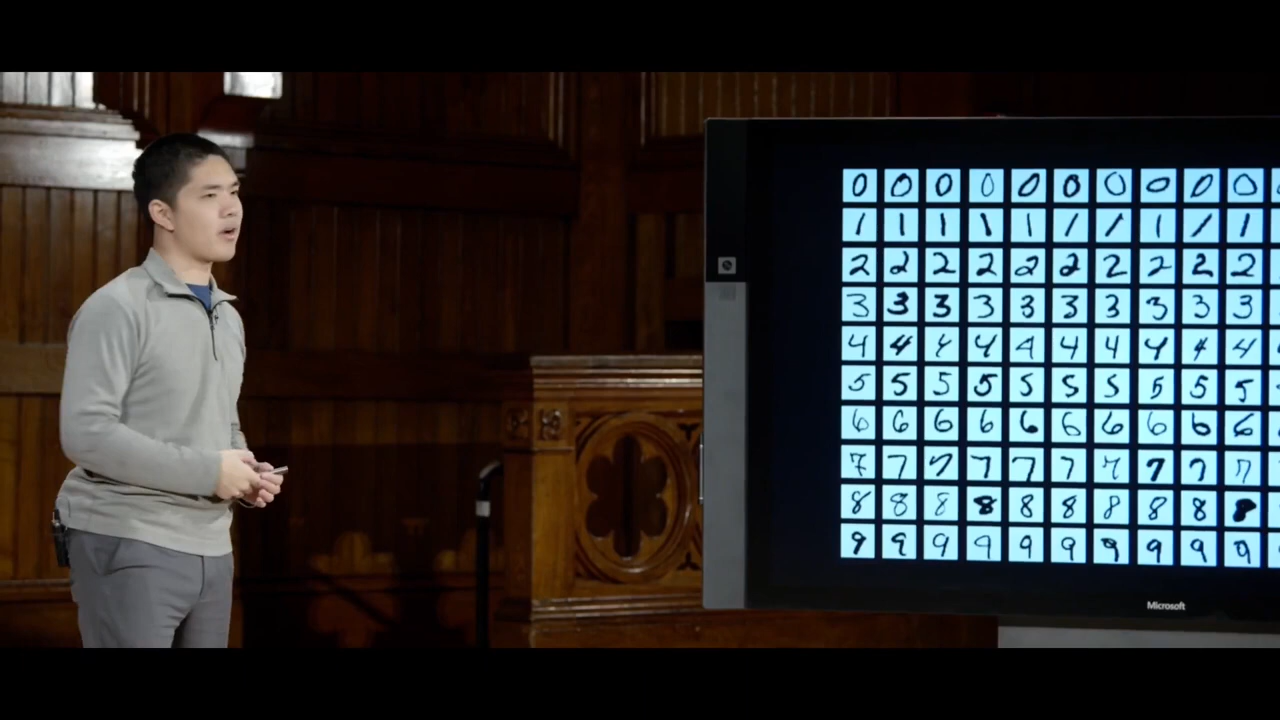 0 0 0 0 0 0 0 0 0 0
1 1 1 1 1 1 1 1 1 1
2 2 2 2 2 2 2 2 2 2
3 3 3 3 3 3 3 3 3 3
4 4 4 4 4 4 4 4 4 4
5 5 5 5 5 5 5 5 5 5
6 6 6 6 6 6 6 6 6 6
7 7 7 7 7 7 7 7 7 7
8 8 8 8 8 8 8 8 8 8
9 9 9 9 9 9 9 9 9 9
Microsoft